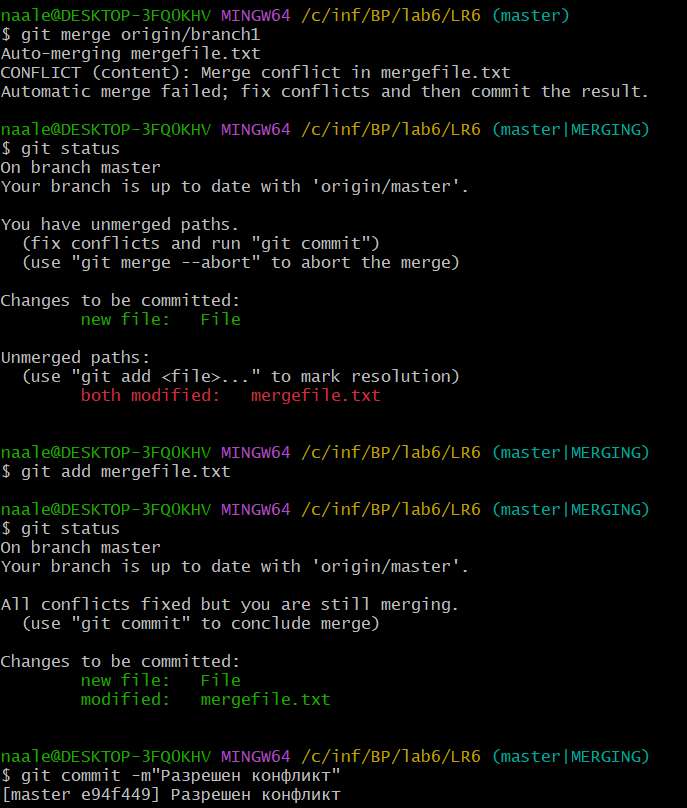 naale@DESKTOP-3FQ0KHV MINGW64 /c/inf/BP/lab6/LR6 (master)
$ git merge origin/branch1
Auto-merging mergefile.txt
CONFLICT (content): Merge conflict in mergefile.txt
Automatic merge failed; fix conflicts and then commit the result.
naale@DESKTOP-3FQ0KHV MINGW64 /c/inf/BP/lab6/LR6 (master|MERGING)
$ git status
On branch master
Your branch is up to date with 'origin/master'.
You have unmerged paths.
(fix conflicts and run "git commit")
(use "git merge --abort" to abort the merge)
Changes to be committed:
new file:   File
Unmerged paths:
(use "git add <file>..." to mark resolution)
both modified:   mergefile.txt
naale@DESKTOP-3FQ0KHV MINGW64 /c/inf/BP/lab6/LR6 (master|MERGING)
$ git add mergefile.txt
naale@DESKTOP-3FQ0KHV MINGW64 /c/inf/BP/lab6/LR6 (master|MERGING)
$ git status
On branch master
Your branch is up to date with 'origin/master'.
All conflicts fixed but you are still merging.
(use "git commit" to conclude merge)
Changes to be committed:
new file:   File
modified:   mergefile.txt
naale@DESKTOP-3FQ0KHV MINGW64 /c/inf/BP/lab6/LR6 (master|MERGING)
$ git commit -m"Разрешен конфликт"
[master e94f449] Разрешен конфликт